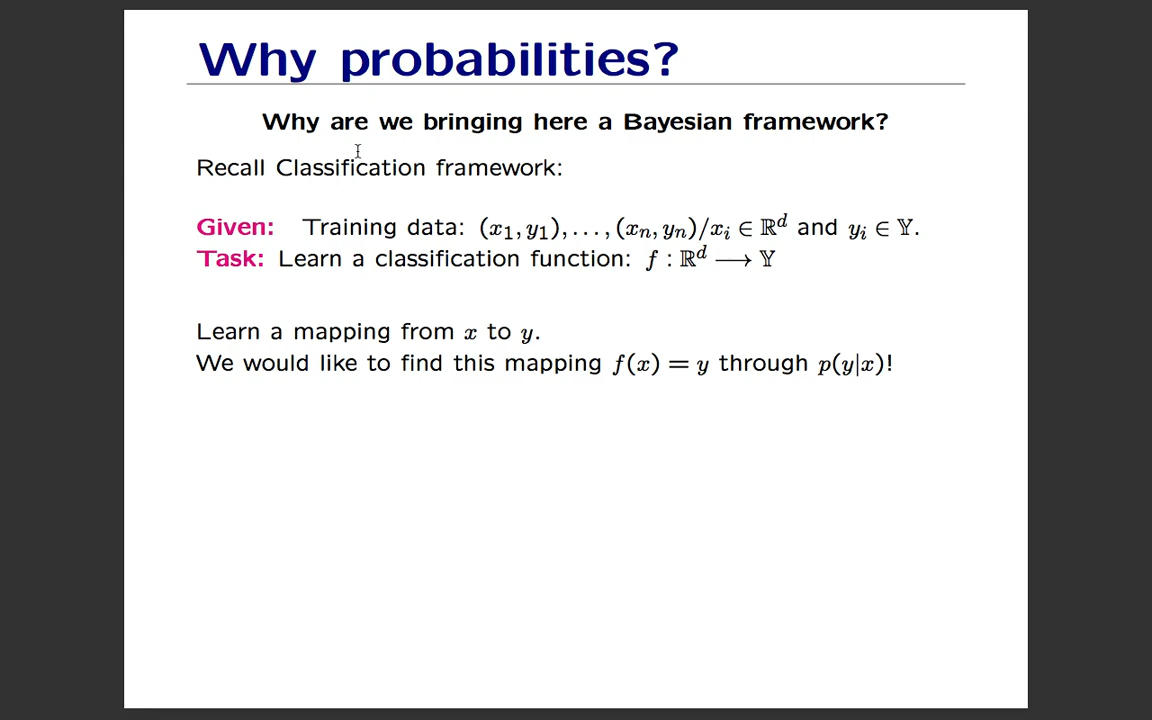 Why probabilities?
Why are we bringing here a Bayesian framework?
Recall Classification framework:
Given: Training data: (x₁, y₁), . . . , (xₙ, yₙ)/xᵢ ∈ ℝᵈ and yᵢ ∈ 𝕐.
Task: Learn a classification function: f : ℝᵈ ⟶ 𝕐
Learn a mapping from x to y.
We would like to find this mapping f(x) = y through p(y|x)!